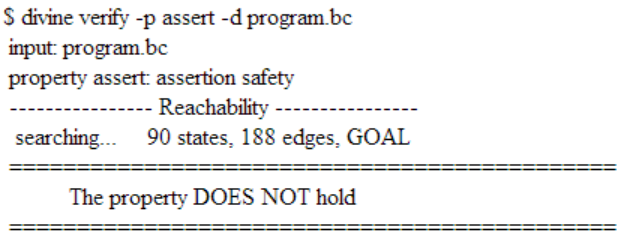 $ divine verify -p assert -d program.bc
input: program.bc
property assert: assertion safety
---------------- Reachability ----------------
searching... 90 states, 188 edges, GOAL
=============================================
The property DOES NOT hold
=============================================